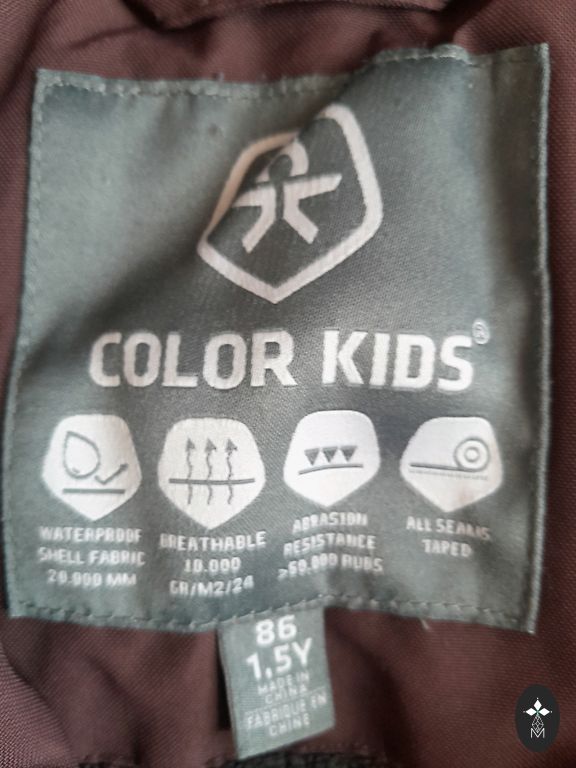 COLOR KIDS®
WATERPROOF
SHELL FABRIC
20.000 MM
BREATHABLE
10.000
GR/M2/24
ABRASION
RESISTANCE
>60.000 RUBS
ALL SEAMS
TAPED
86
1,5Y
MADE IN
CHINA
FABRIQUÉ EN
CHINE
M